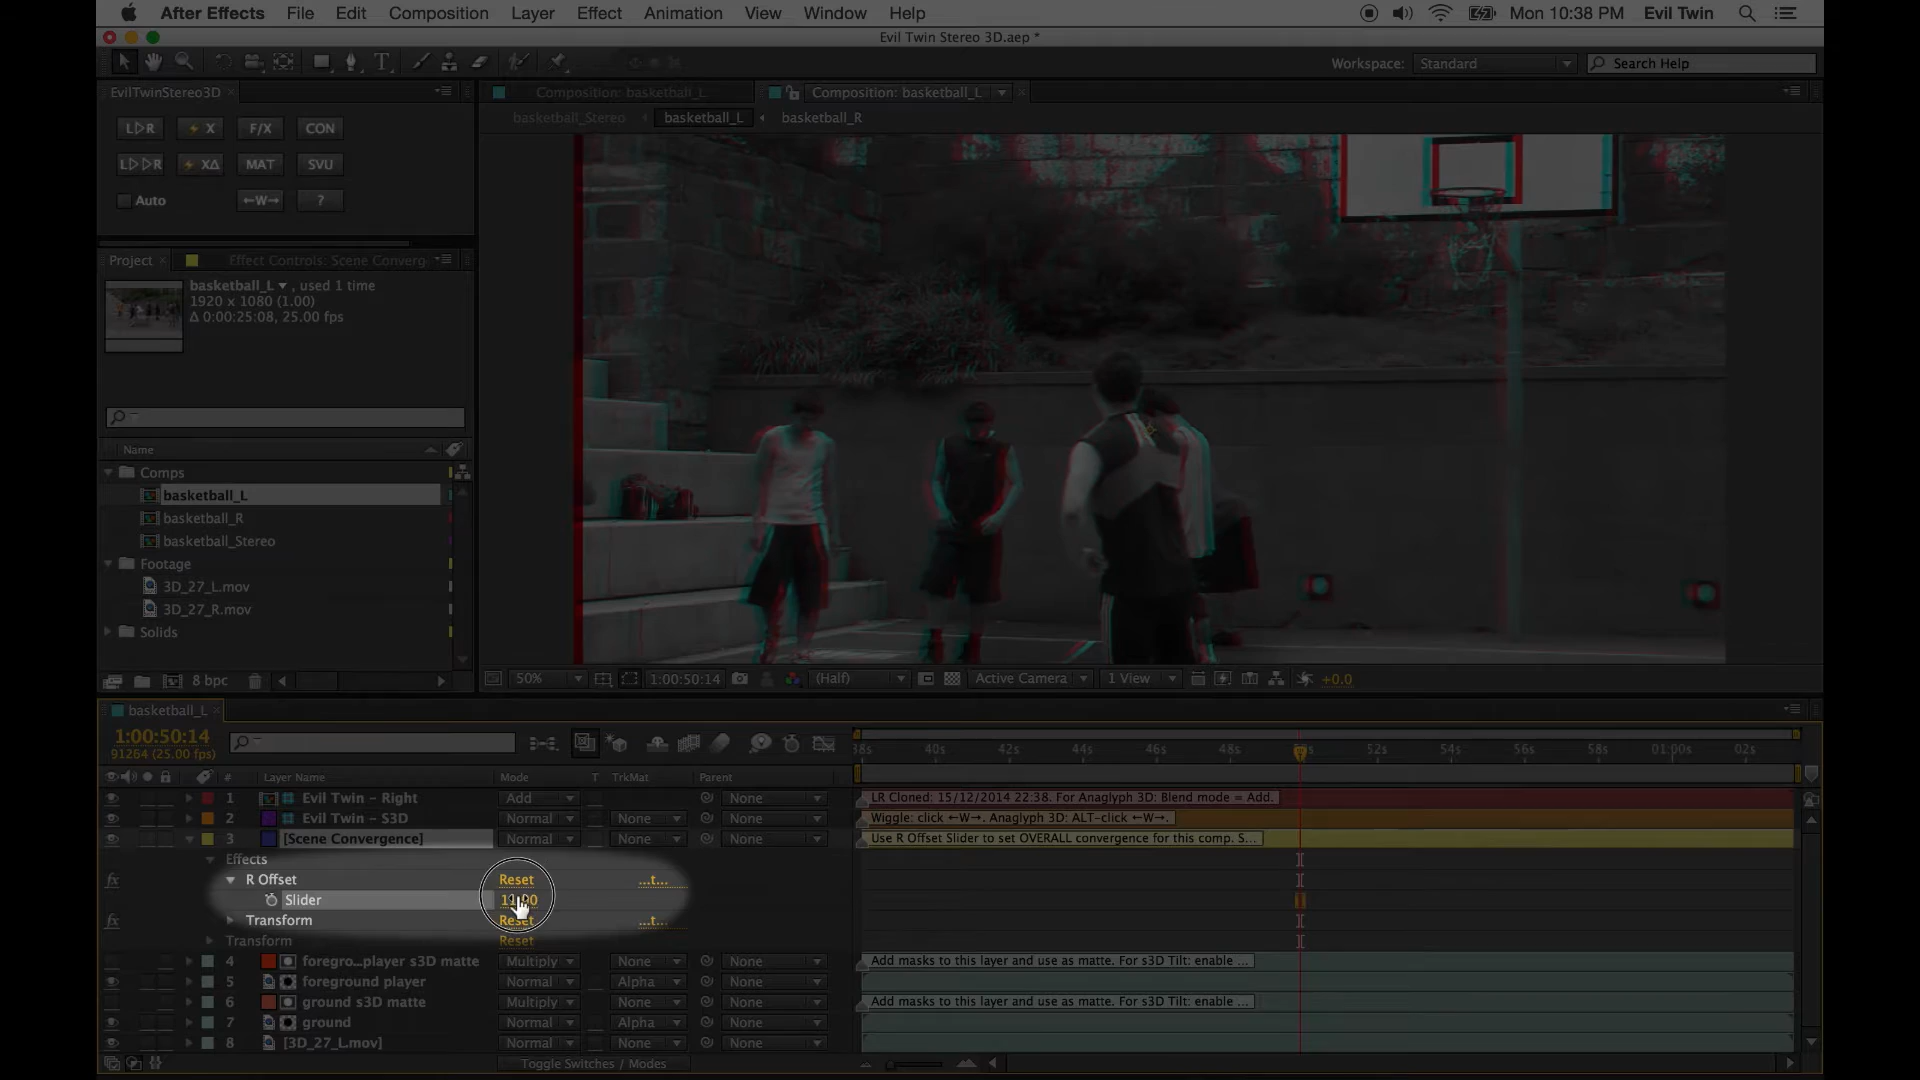 After Effects File Edit Composition Layer Effect Animation View Window Help Mon 10:38 PM Evil Twin
Evil Twin Stereo 3D.aep *
Workspace: Standard Search Help
EvilTwinStereo3D Composition: basketball_L Composition: basketball_L
basketball_Stereo basketball_L basketball_R
L▷R ⚡X F/X CON
L▷▷R ⚡XΔ MAT SVU
Auto ←W→ ?
Project Effect Controls: Scene Converg
basketball_L ▾ , used 1 time
1920 x 1080 (1.00)
Δ 0:00:25:08, 25.00 fps
Name
Comps
basketball_L
basketball_R
basketball_Stereo
Footage
3D_27_L.mov
3D_27_R.mov
Solids
8 bpc 50% 1:00:50:14 (Half) Active Camera 1 View +0.0
basketball_L
1:00:50:14
91264 (25.00 fps)
38s 40s 42s 44s 46s 48s 52s 54s 56s 58s 01:00s 02s
# Layer Name Mode T TrkMat Parent
1 Evil Twin - Right Add None LR Cloned: 15/12/2014 22:38. For Anaglyph 3D: Blend mode = Add.
2 Evil Twin - S3D Normal None None Wiggle: click ←W→. Anaglyph 3D: ALT-click ←W→.
3 [Scene Convergence] Normal None None Use R Offset Slider to set OVERALL convergence for this comp. S...
Effects
fx R Offset Reset ...t...
Slider
fx Transform Reset ...t...
Transform Reset
4 foregro...player s3D matte Multiply None None Add masks to this layer and use as matte. For s3D Tilt: enable ...
5 foreground player Normal Alpha None
6 ground s3D matte Multiply None None Add masks to this layer and use as matte. For s3D Tilt: enable ...
7 ground Normal Alpha None
8 [3D_27_L.mov] Normal None None
Toggle Switches / Modes